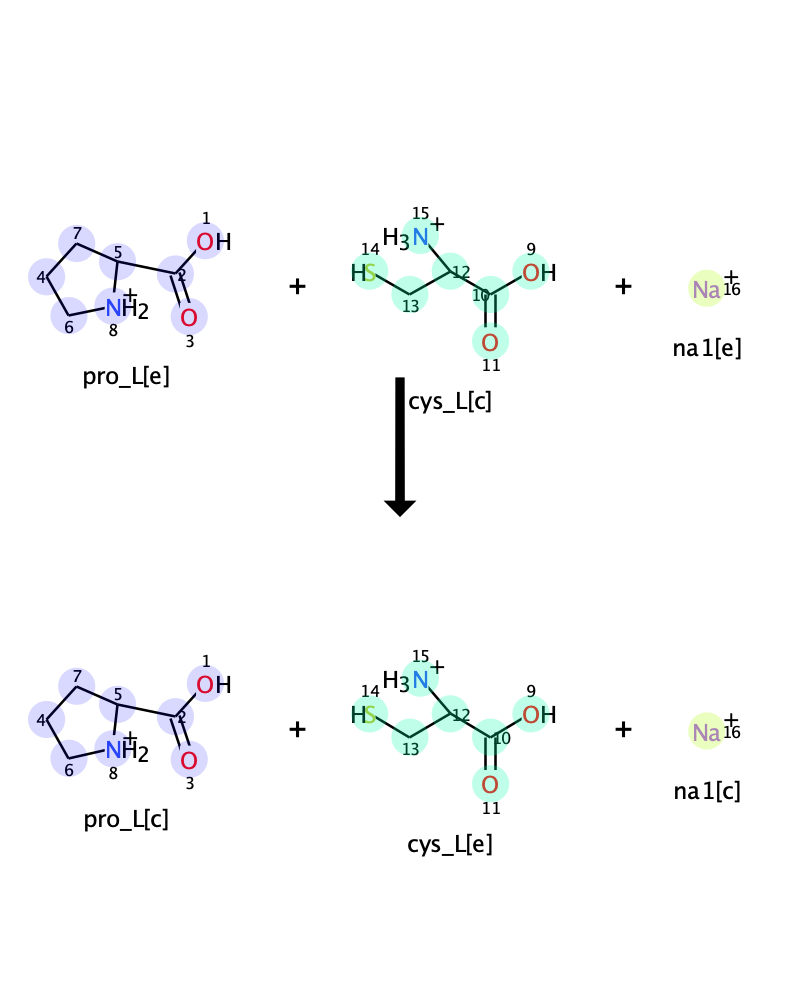 7 5 1 OH 4 2 NH2 + 6 8 O 3
pro_L[e]
+
15 + H3N 14 HS 12 9 OH 13 10 O 11
cys_L[c]
+
Na + 16
na1[e]
7 5 1 OH 4 2 NH2 + 6 8 O 3
pro_L[c]
+
15 + H3N 14 HS 12 9 OH 13 10 O 11
cys_L[e]
+
Na + 16
na1[c]